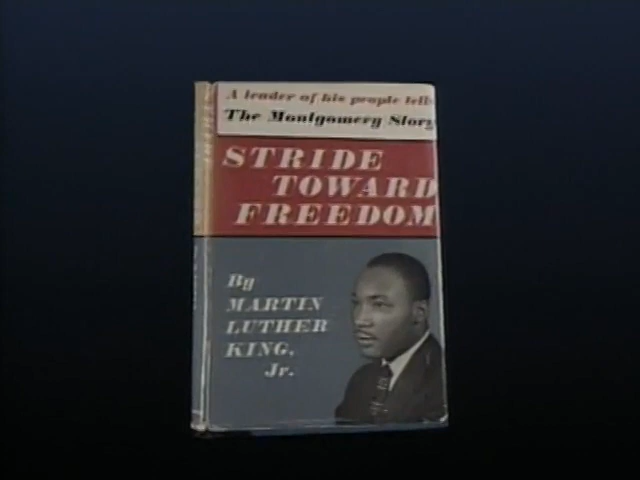 A leader of his people tells
The Montgomery Story
STRIDE
TOWARD
FREEDOM
By
MARTIN
LUTHER
KING,
Jr.